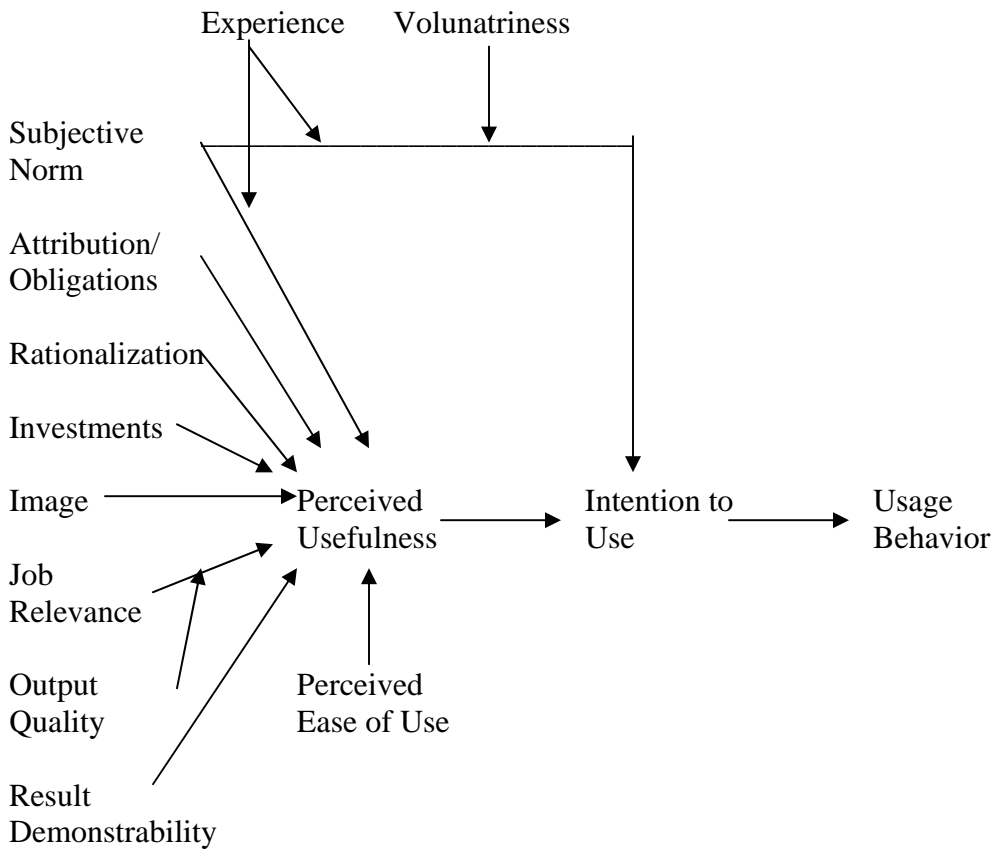 Experience Volunatriness
Subjective
Norm
Attribution/
Obligations
Rationalization
Investments
Image
Perceived
Usefulness
Intention to
Use
Usage
Behavior
Job
Relevance
Output
Quality
Perceived
Ease of Use
Result
Demonstrability